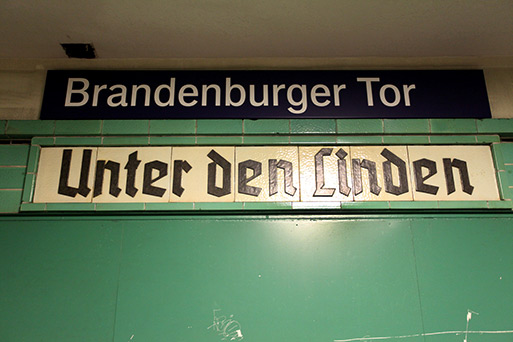 Brandenburger Tor
Unter den Linden